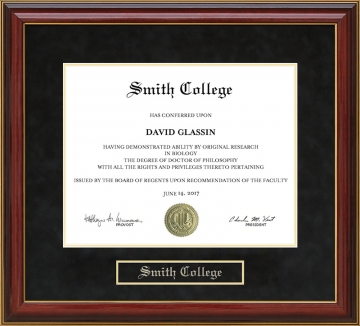 Smith College
HAS CONFERRED UPON
DAVID GLASSIN
HAVING DEMONSTRATED ABILITY BY ORIGINAL RESEARCH
IN BIOLOGY
THE DEGREE OF DOCTOR OF PHILOSOPHY
WITH ALL THE RIGHTS AND PRIVILEGES THERETO PERTAINING
ISSUED BY THE BOARD OF REGENTS UPON RECOMMENDATION OF THE FACULTY
JUNE 14, 2017
PROVOST
PRESIDENT
Smith College